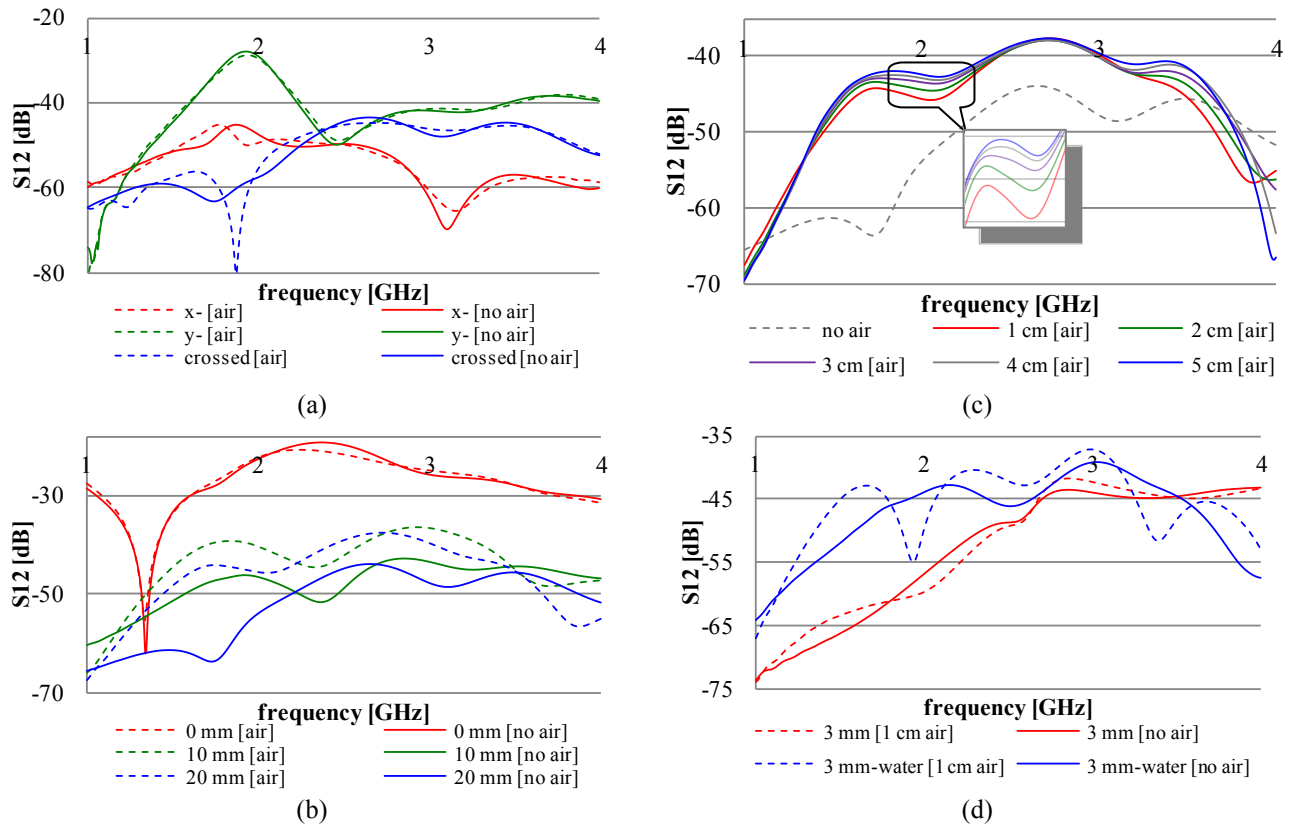 -20
-40
-60
-80
S12 [dB]
1 2 3 4
frequency [GHz]
x- [air] x- [no air]
y- [air] y- [no air]
crossed [air] crossed [no air]
(a)
-40
-50
-60
-70
S12 [dB]
1 2 3 4
frequency [GHz]
no air 1 cm [air] 2 cm [air]
3 cm [air] 4 cm [air] 5 cm [air]
(c)
-30
-50
-70
S12 [dB]
1 2 3 4
frequency [GHz]
0 mm [air] 0 mm [no air]
10 mm [air] 10 mm [no air]
20 mm [air] 20 mm [no air]
(b)
-35
-45
-55
-65
-75
S12 [dB]
1 2 3 4
frequency [GHz]
3 mm [1 cm air] 3 mm [no air]
3 mm-water [1 cm air] 3 mm-water [no air]
(d)